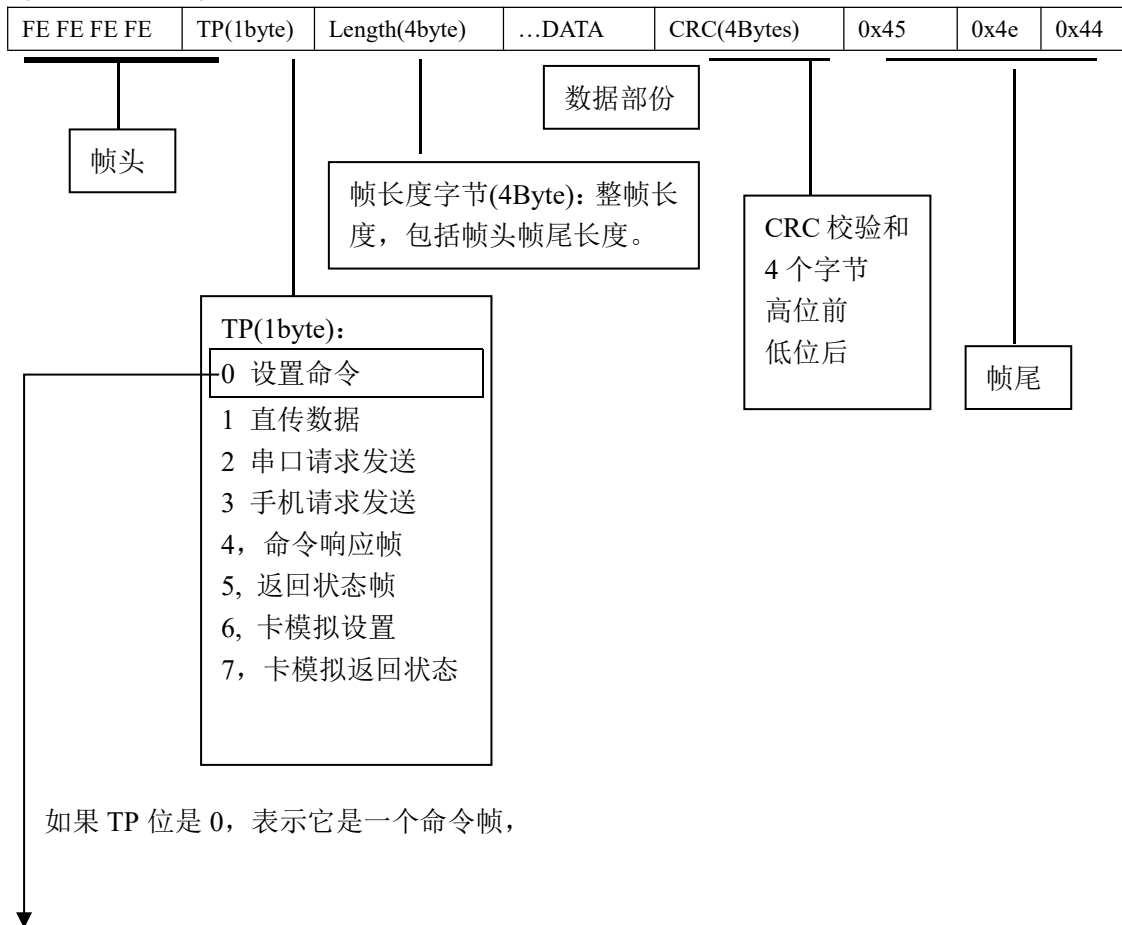 FE FE FE FE TP(1byte) Length(4byte) …DATA CRC(4Bytes) 0x45 0x4e 0x44
数据部份
帧头
帧长度字节(4Byte)：整帧长
度，包括帧头帧尾长度。
CRC 校验和
4 个字节
高位前
低位后
帧尾
TP(1byte)：
0 设置命令
1 直传数据
2 串口请求发送
3 手机请求发送
4，命令响应帧
5, 返回状态帧
6, 卡模拟设置
7，卡模拟返回状态
如果 TP 位是 0，表示它是一个命令帧，